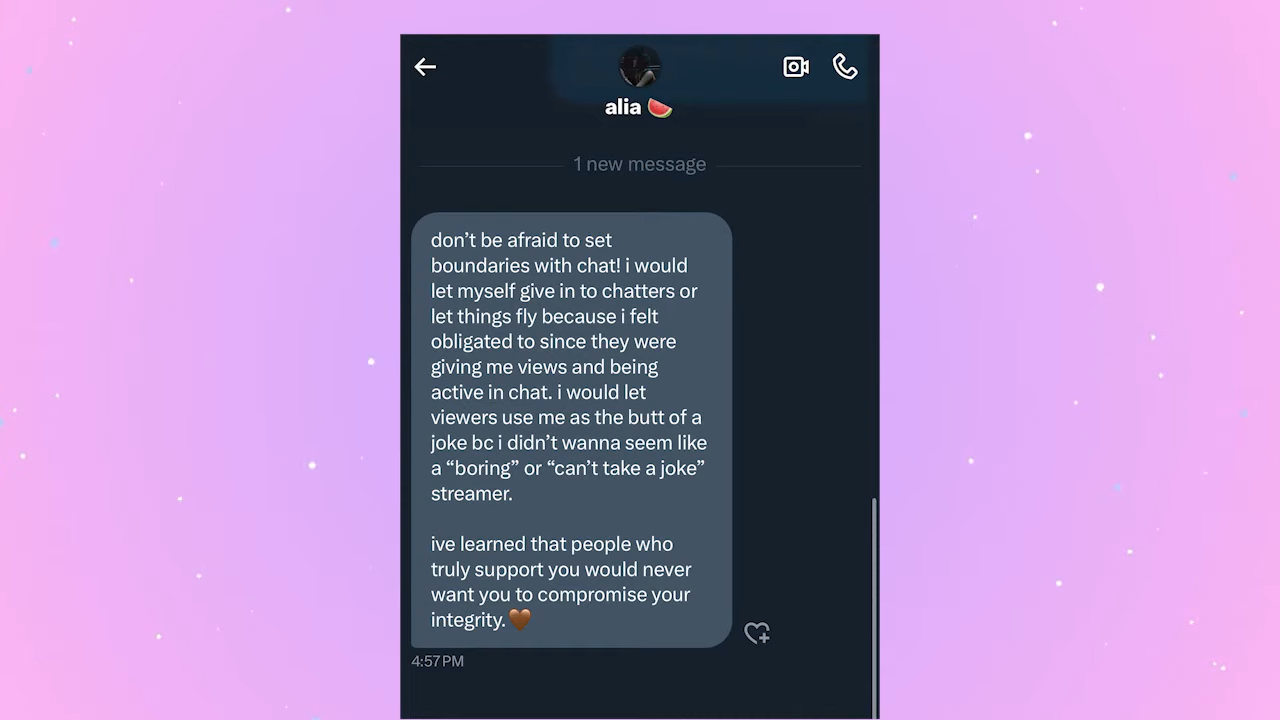 alia 🍉
1 new message
don’t be afraid to set
boundaries with chat! i would
let myself give in to chatters or
let things fly because i felt
obligated to since they were
giving me views and being
active in chat. i would let
viewers use me as the butt of a
joke bc i didn’t wanna seem like
a “boring” or “can’t take a joke”
streamer.
ive learned that people who
truly support you would never
want you to compromise your
integrity.🤎
4:57PM